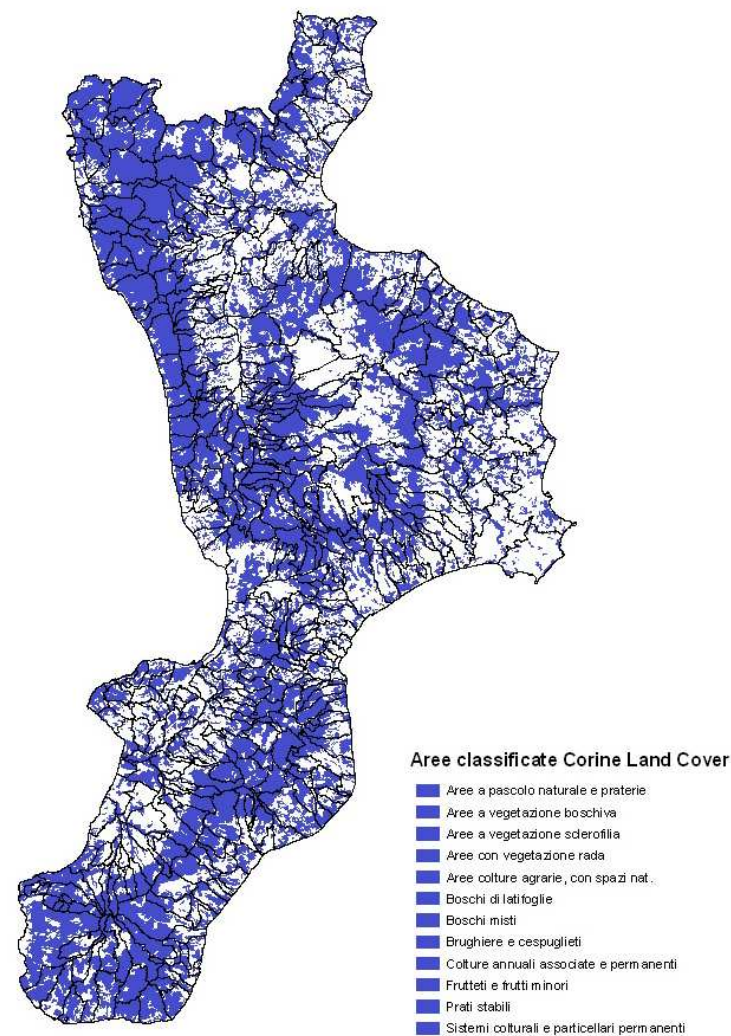 Aree classificate Corine Land Cover
Aree a pascolo naturale e praterie
Aree a vegetazione boschiva
Aree a vegetazione sclerofilia
Aree con vegetazione rada
Aree colture agrarie, con spazi nat.
Boschi di latifoglie
Boschi misti
Brughiere e cespuglieti
Colture annuali associate e permanenti
Frutteti e frutti minori
Prati stabili
Sistemi colturali e particellari permanenti